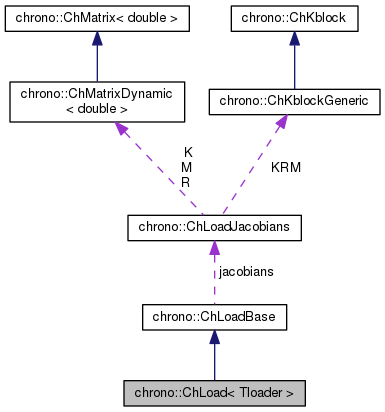 chrono::ChMatrix< double >
chrono::ChKblock
chrono::ChMatrixDynamic
< double >
chrono::ChKblockGeneric
K
M
R
KRM
chrono::ChLoadJacobians
jacobians
chrono::ChLoadBase
chrono::ChLoad< Tloader >